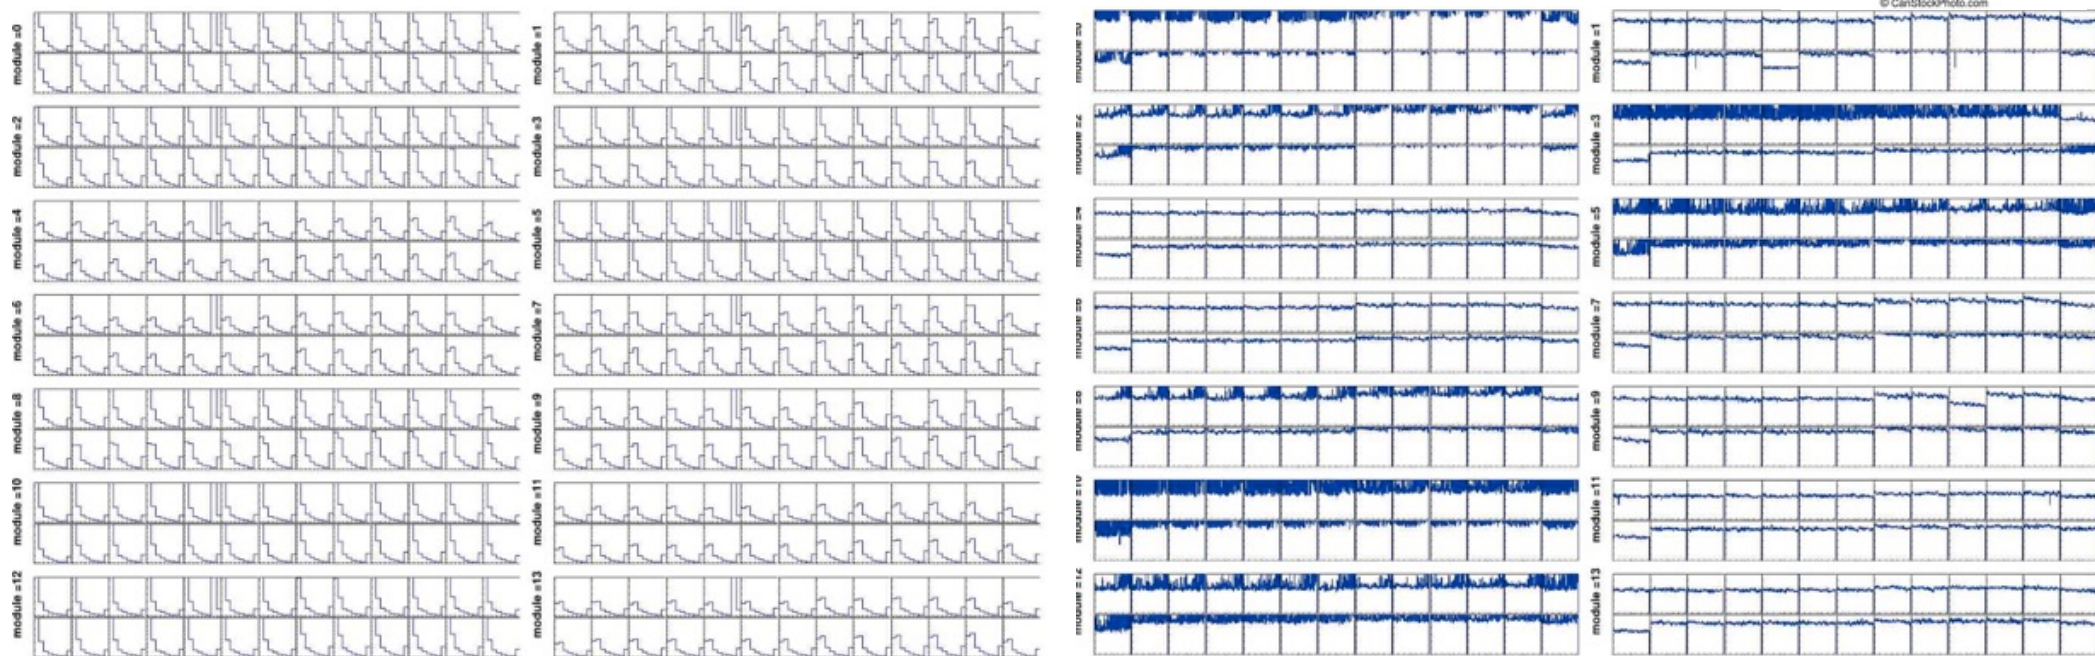 © CanStockPhoto.com
module =0
module =1
module =2
module =3
module =4
module =5
module =6
module =7
module =8
module =9
module =10
module =11
module =12
module =13
module =1
module =3
module =5
module =7
module =9
module =11
module =13